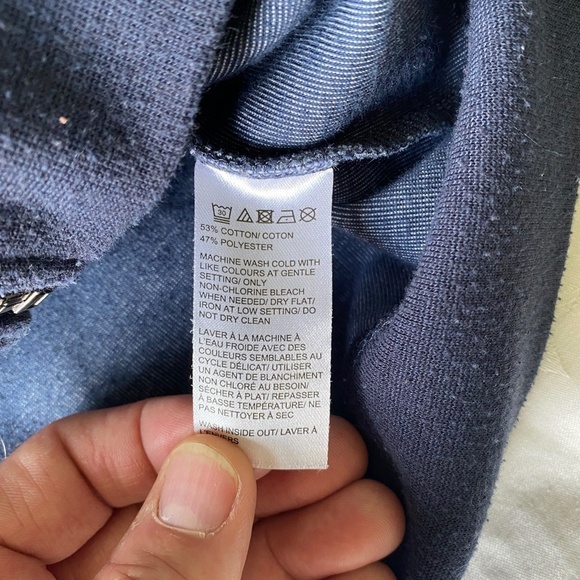 30
53% COTTON/ COTON
47% POLYESTER
MACHINE WASH COLD WITH
LIKE COLOURS AT GENTLE
SETTING/ ONLY
NON-CHLORINE BLEACH
WHEN NEEDED/ DRY FLAT/
IRON AT LOW SETTING/ DO
NOT DRY CLEAN
LAVER À LA MACHINE À
L'EAU FROIDE AVEC DES
COULEURS SEMBLABLES AU
CYCLE DÉLICAT/ UTILISER
UN AGENT DE BLANCHIMENT
NON CHLORÉ AU BESOIN/
SÉCHER À PLAT/ REPASSER
À BASSE TEMPÉRATURE/ NE
PAS NETTOYER À SEC
WASH INSIDE OUT/ LAVER À
L'ENVERS